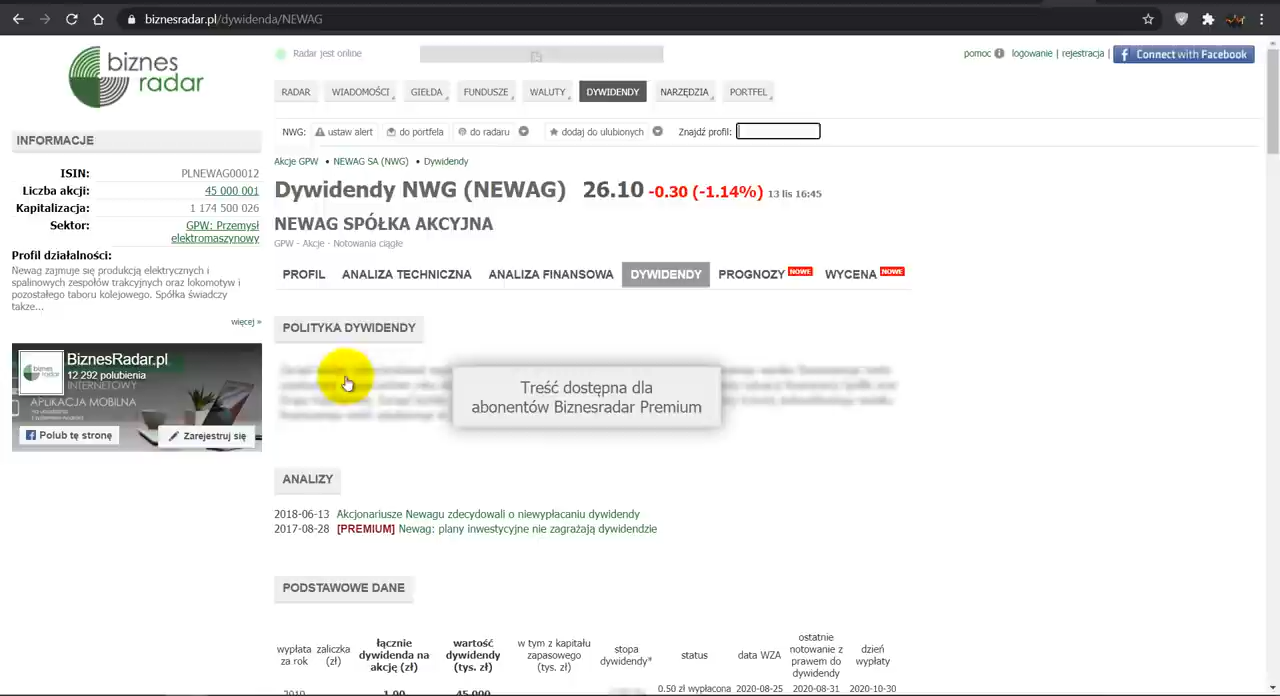 biznesradar.pl/dywidenda/NEWAG
biznes
radar
Radar jest online
pomoc logowanie | rejestracja | Connect with Facebook
RADAR WIADOMOŚCI GIEŁDA FUNDUSZE WALUTY DYWIDENDY NARZĘDZIA PORTFEL
NWG: ustaw alert do portfela do radaru dodaj do ulubionych Znajdź profil:
INFORMACJE
ISIN: PLNEWAG00012
Liczba akcji: 45 000 001
Kapitalizacja: 1 174 500 026
Sektor: GPW: Przemysł
elektromaszynowy
Profil działalności:
Newag zajmuje się produkcją elektrycznych i
spalinowych zespołów trakcyjnych oraz lokomotyw i
pozostałego taboru kolejowego. Spółka świadczy
także...
więcej »
BiznesRadar.pl
12 292 polubienia
INTERNETOWY
APLIKACJA MOBILNA
Polub tę stronę Zarejestruj się
Akcje GPW • NEWAG SA (NWG) • Dywidendy
Dywidendy NWG (NEWAG) 26.10 -0.30 (-1.14%) 13 lis 16:45
NEWAG SPÓŁKA AKCYJNA
GPW - Akcje - Notowania ciągłe
PROFIL ANALIZA TECHNICZNA ANALIZA FINANSOWA DYWIDENDY PROGNOZY NOWE WYCENA NOWE
POLITYKA DYWIDENDY
Treść dostępna dla
abonentów Biznesradar Premium
ANALIZY
2018-06-13 Akcjonariusze Newagu zdecydowali o niewypłacaniu dywidendy
2017-08-28 [PREMIUM] Newag: plany inwestycyjne nie zagrażają dywidendzie
PODSTAWOWE DANE
wypłata za rok zaliczka (zł) łącznie dywidenda na akcję (zł) wartość dywidendy (tys. zł) w tym z kapitału zapasowego (tys. zł) stopa dywidendy* status data WZA ostatnie notowanie z prawem do dywidendy dzień wypłaty
2019 1.00 45 000 0.50 zł wypłacona 2020-08-25 2020-08-31 2020-10-30